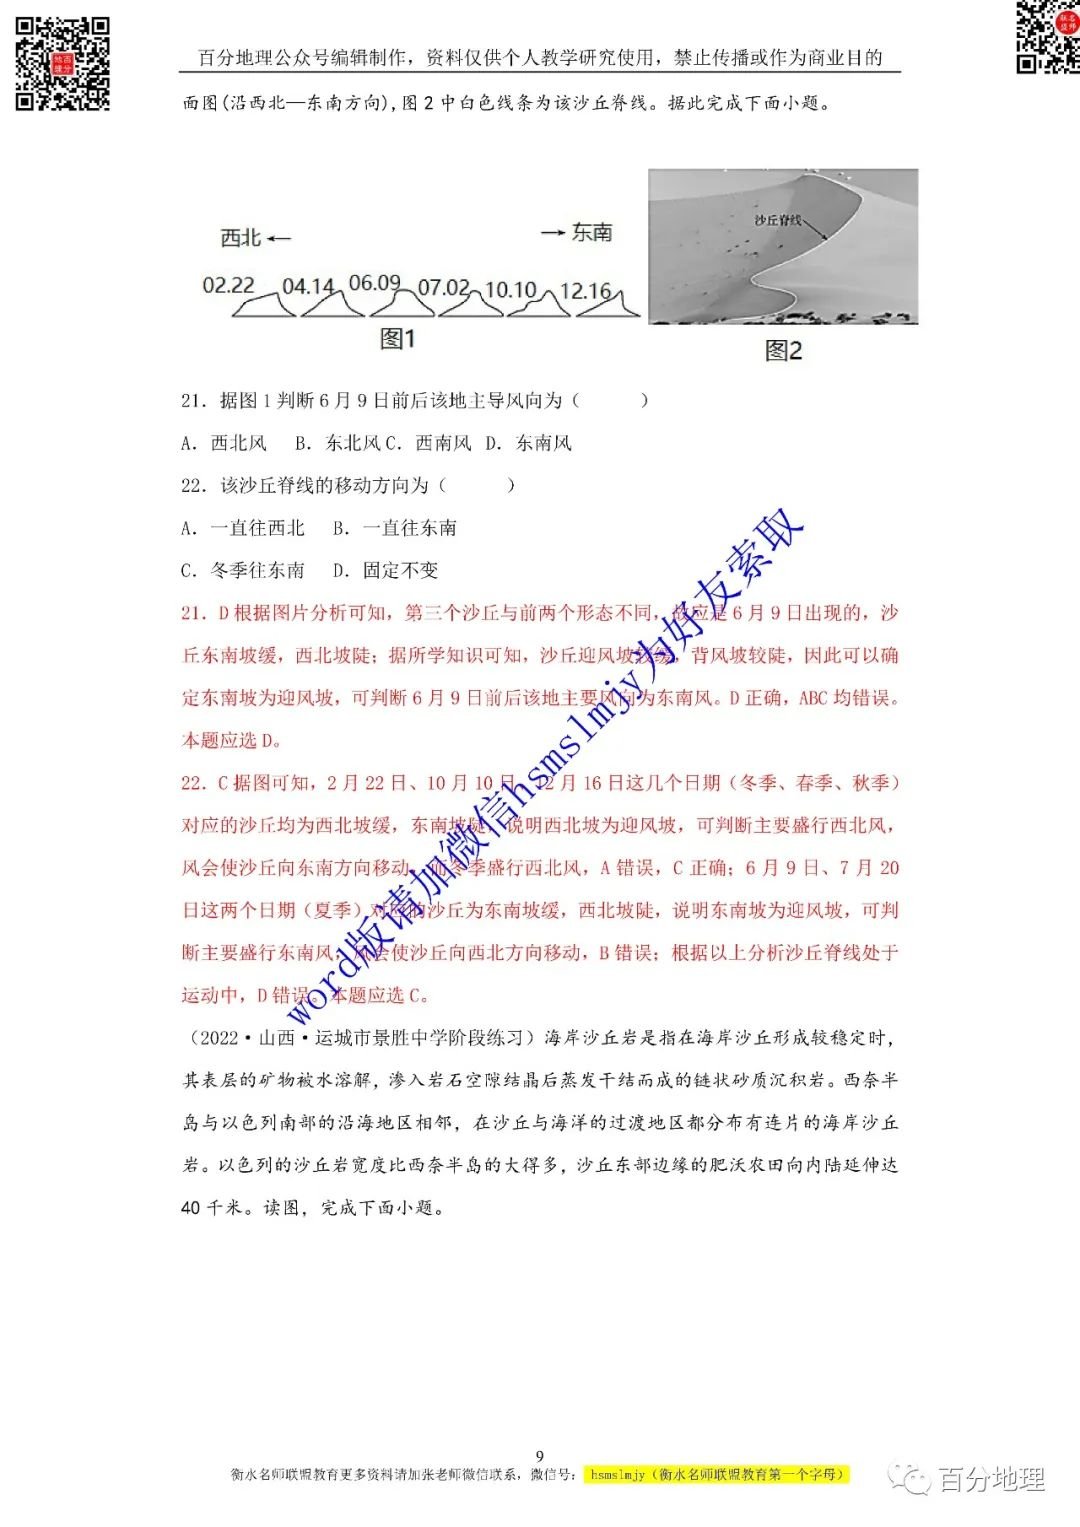 百分地理公众号编辑制作，资料仅供个人教学研究使用，禁止传播或作为商业目的
面图(沿西北—东南方向),图2中白色线条为该沙丘脊线。据此完成下面小题。
西北←
→东南
02.22 04.14 06.09 07.02 10.10 12.16
图1
沙丘脊线
图2
21．据图1判断6月9日前后该地主导风向为（　　）
A．西北风 B．东北风 C．西南风 D．东南风
22．该沙丘脊线的移动方向为（　　）
A．一直往西北 B．一直往东南
C．冬季往东南 D．固定不变
21．D根据图片分析可知，第三个沙丘与前两个形态不同，故应是6月9日出现的，沙
丘东南坡缓，西北坡陡；据所学知识可知，沙丘迎风坡较缓，背风坡较陡，因此可以确
定东南坡为迎风坡，可判断6月9日前后该地主要风向为东南风。D正确，ABC均错误。
本题应选D。
22．C据图可知，2月22日、10月10日、12月16日这几个日期（冬季、春季、秋季）
对应的沙丘均为西北坡缓，东南坡陡，说明西北坡为迎风坡，可判断主要盛行西北风，
风会使沙丘向东南方向移动，而冬季盛行西北风，A错误，C正确；6月9日、7月20
日这两个日期（夏季）对应的沙丘为东南坡缓，西北坡陡，说明东南坡为迎风坡，可判
断主要盛行东南风，风会使沙丘向西北方向移动，B错误；根据以上分析沙丘脊线处于
运动中，D错误。本题应选C。
word版请加微信hsmslmjy为好友索取
（2022·山西·运城市景胜中学阶段练习）海岸沙丘岩是指在海岸沙丘形成较稳定时，
其表层的矿物被水溶解，渗入岩石空隙结晶后蒸发干结而成的链状砂质沉积岩。西奈半
岛与以色列南部的沿海地区相邻，在沙丘与海洋的过渡地区都分布有连片的海岸沙丘
岩。以色列的沙丘岩宽度比西奈半岛的大得多，沙丘东部边缘的肥沃农田向内陆延伸达
40千米。读图，完成下面小题。
9
衡水名师联盟教育更多资料请加张老师微信联系，微信号： hsmslmjy（衡水名师联盟教育第一个字母）
百分地理